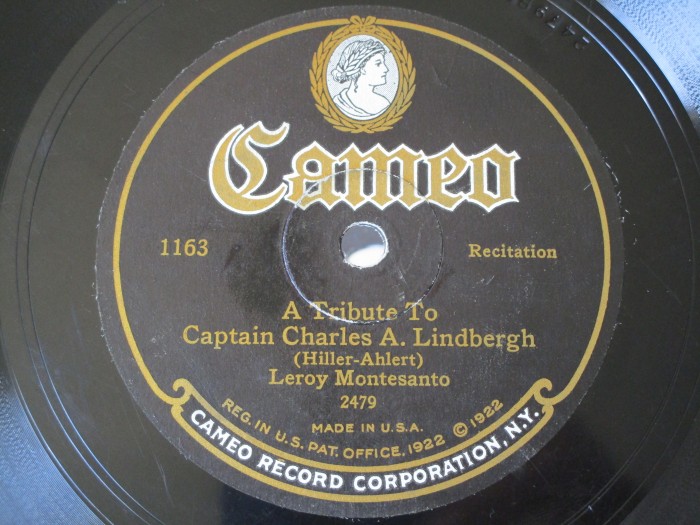 Cameo
1163
Recitation
A Tribute To
Captain Charles A. Lindbergh
(Hiller-Ahlert)
Leroy Montesanto
2479
MADE IN U.S.A.
REG. IN U.S. PAT. OFFICE, 1922 © 1922
CAMEO RECORD CORPORATION, N.Y.